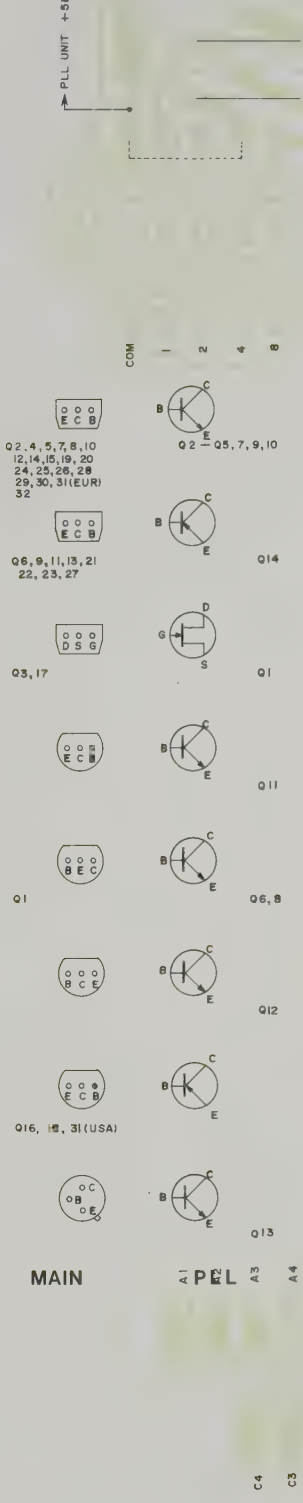 PLL UNIT +5
COM
1
2
4
8
E C B
B C E
Q2,4,5,7,8,10
12,14,15,19,20
24,25,26,28
29,30,31(EUR)
32
Q2 – Q5,7,9,10
E C B
B C E
Q6,9,11,13,21
22,23,27
Q14
D S G
G D S
Q3,17
Q1
E C
B C E
Q11
B E C
B C E
Q1
Q6,8
B C E
B C E
Q12
E C B
B C E
Q16, 31(USA)
C B E
B C E
Q13
MAIN
PLL
A1
A2
A3
A4
C4
C3